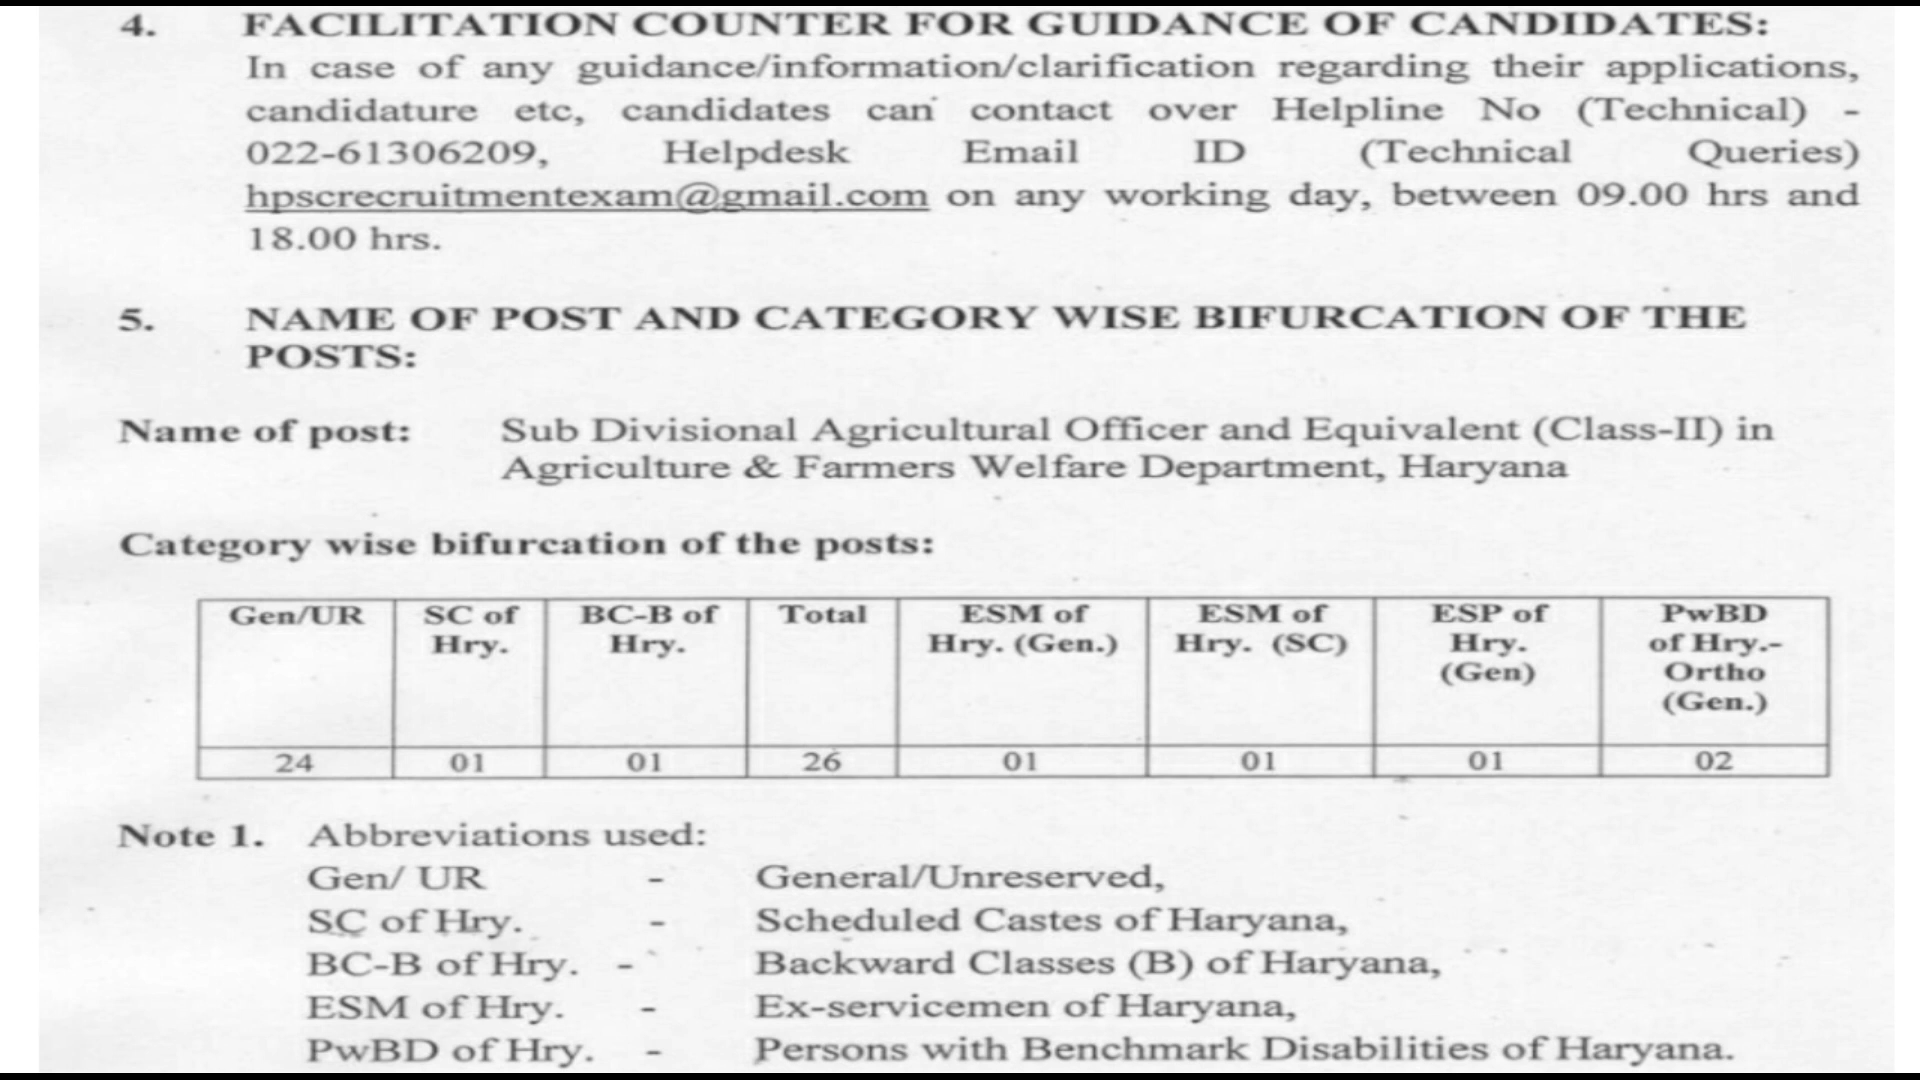 4. FACILITATION COUNTER FOR GUIDANCE OF CANDIDATES:
In case of any guidance/information/clarification regarding their applications,
candidature etc, candidates can contact over Helpline No (Technical) -
022-61306209, Helpdesk Email ID (Technical Queries)
hpscrecruitmentexam@gmail.com on any working day, between 09.00 hrs and
18.00 hrs.
5. NAME OF POST AND CATEGORY WISE BIFURCATION OF THE
POSTS:
Name of post: Sub Divisional Agricultural Officer and Equivalent (Class-II) in
Agriculture & Farmers Welfare Department, Haryana
Category wise bifurcation of the posts:
Gen/UR SC of BC-B of Total ESM of ESM of ESP of PwBD
Hry. Hry. Hry. (Gen.) Hry. (SC) Hry. of Hry.-
(Gen) Ortho
(Gen.)
24 01 01 26 01 01 01 02
Note 1. Abbreviations used:
Gen/ UR - General/Unreserved,
SC of Hry. - Scheduled Castes of Haryana,
BC-B of Hry. - Backward Classes (B) of Haryana,
ESM of Hry. - Ex-servicemen of Haryana,
PwBD of Hry. - Persons with Benchmark Disabilities of Haryana.